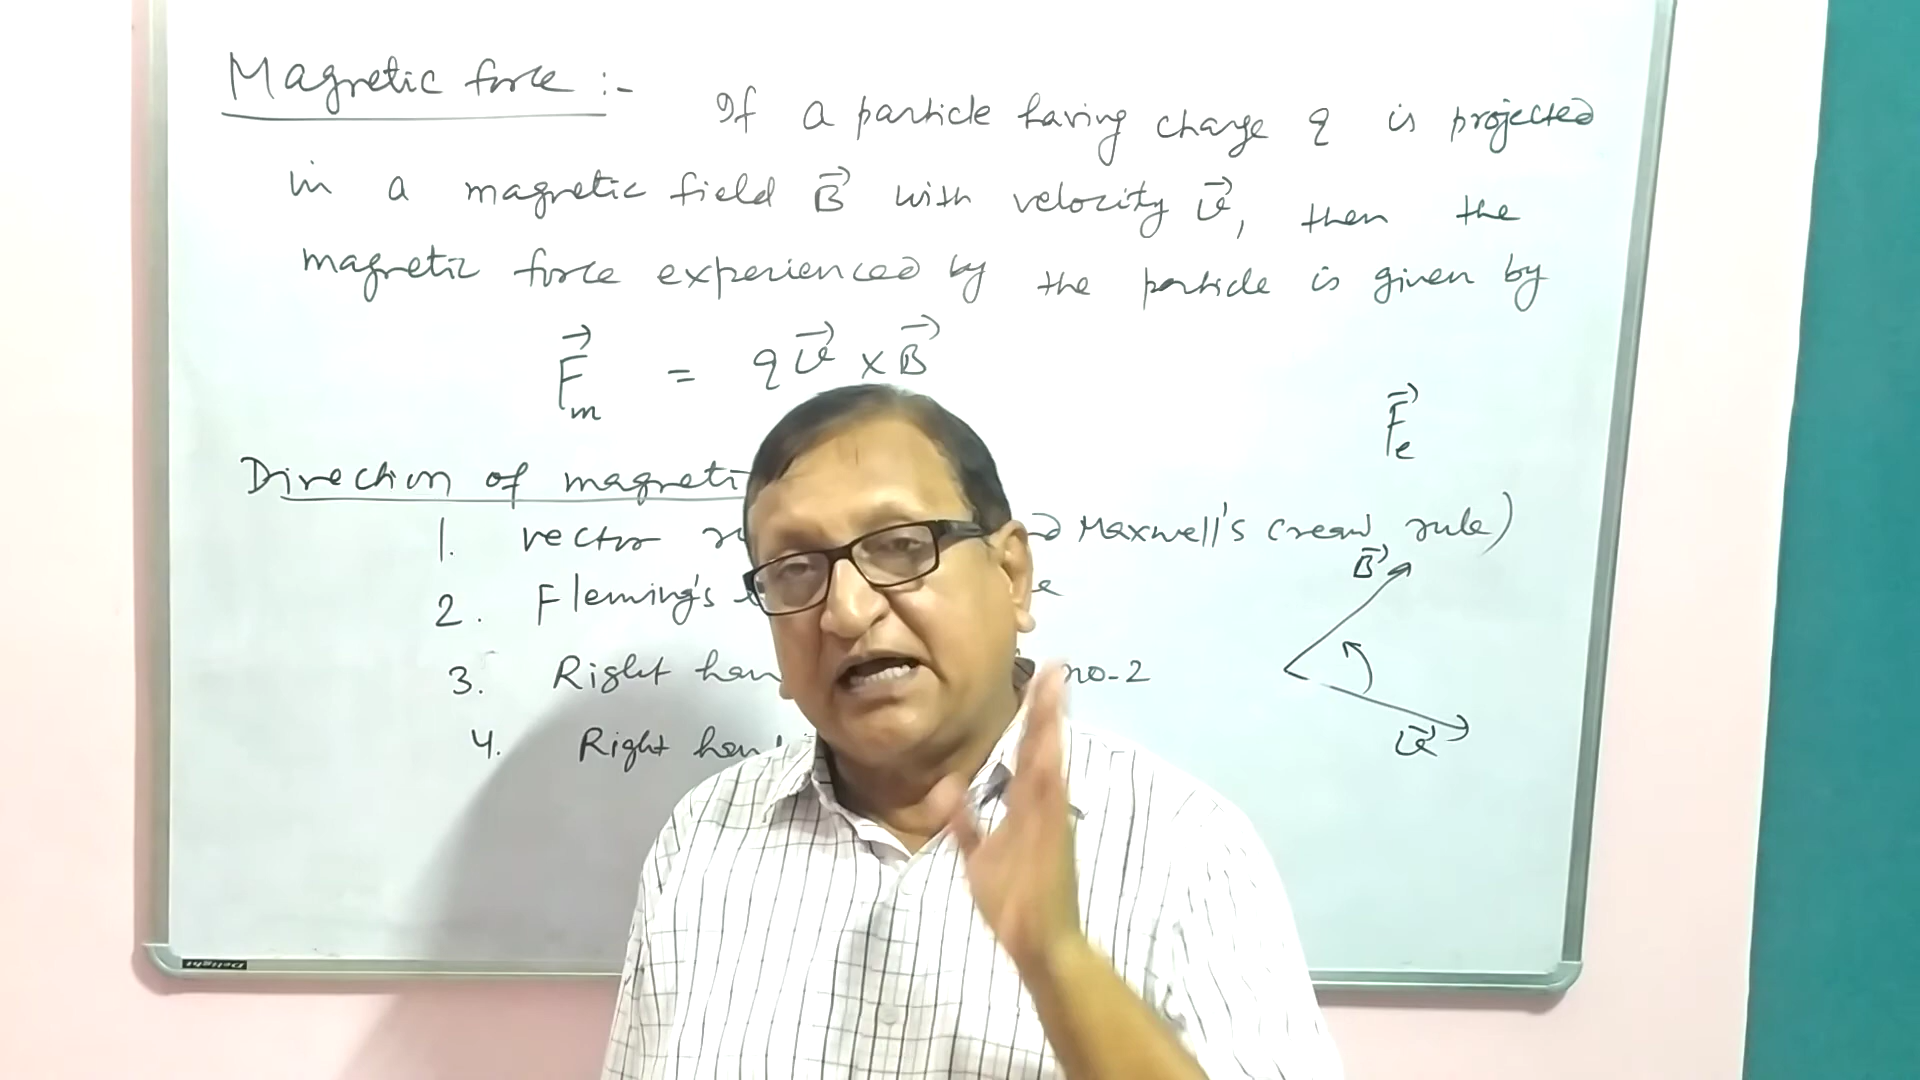 Magnetic force :- If a particle having charge q is projected
in a magnetic field B⃗ with velocity v⃗, then the
magnetic force experienced by the particle is given by
F⃗m = q v⃗ × B⃗
F⃗e
Direction of magneti
1. vector Maxwell's screw rule)
2. Fleming's
3. Right han no-2
4. Right han
B⃗
v⃗
Delight